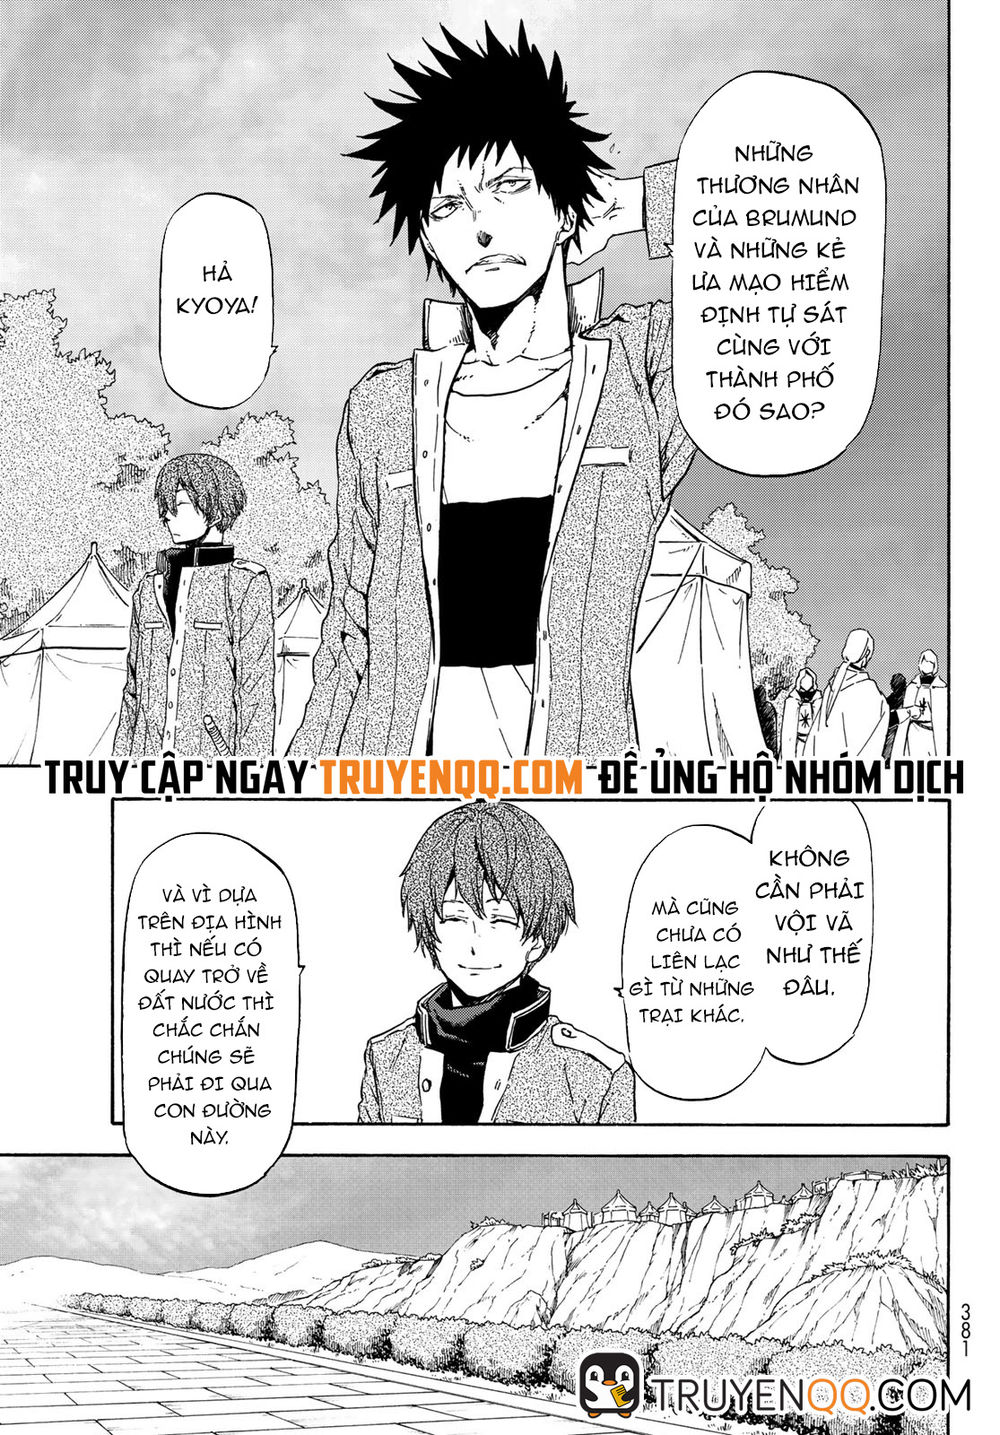 NHỮNG
THƯƠNG NHÂN
CỦA BRUMUND
VÀ NHỮNG KẺ
ƯA MẠO HIỂM
ĐỊNH TỰ SÁT
CÙNG VỚI
THÀNH PHỐ
ĐÓ SAO?
HẢ
KYOYA!
TRUY CẬP NGAY TRUYENQQ.COM ĐỂ ỦNG HỘ NHÓM DỊCH
KHÔNG
CẦN PHẢI
VỘI VÃ
NHƯ THẾ
ĐÂU.
MÀ CŨNG
CHƯA CÓ
LIÊN LẠC
GÌ TỪ NHỮNG
TRẠI KHÁC.
VÀ VÌ DỰA
TRÊN ĐỊA HÌNH
THÌ NẾU CÓ
QUAY TRỞ VỀ
ĐẤT NƯỚC THÌ
CHẮC CHẮN
CHÚNG SẼ
PHẢI ĐI QUA
CON ĐƯỜNG
NÀY.
381
TRUYENQQ.COM